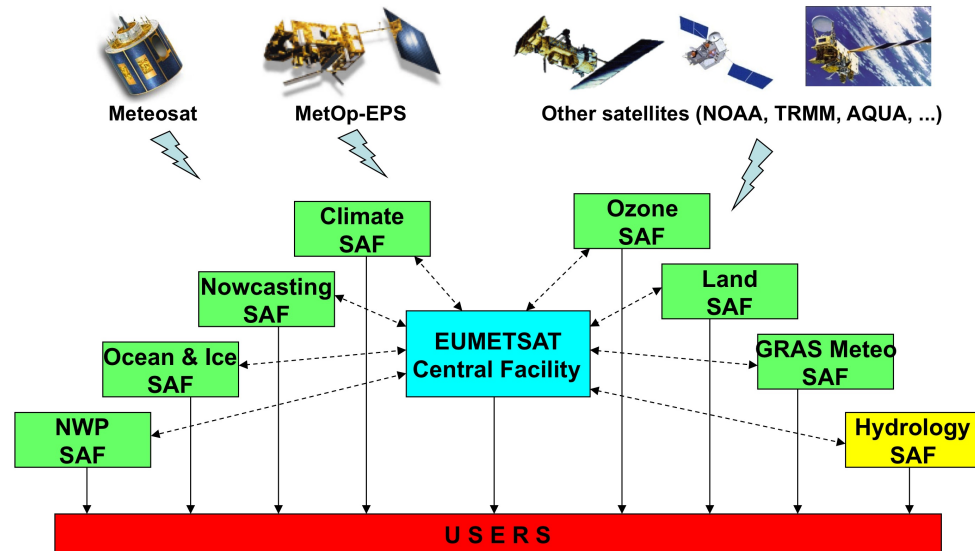 Meteosat
MetOp-EPS
Other satellites (NOAA, TRMM, AQUA, ...)
Climate
SAF
Ozone
SAF
Nowcasting
SAF
Land
SAF
EUMETSAT
Central Facility
Ocean & Ice
SAF
GRAS Meteo
SAF
NWP
SAF
Hydrology
SAF
U S E R S